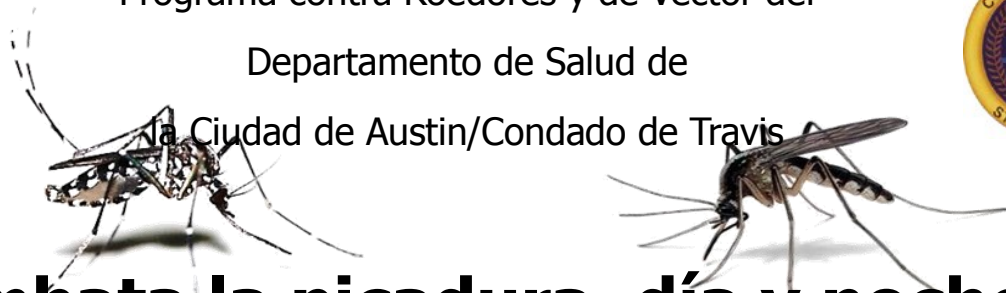 Programa contra Roedores y de Vector del
Departamento de Salud de
la Ciudad de Austin/Condado de Travis
la picadura, día y noche